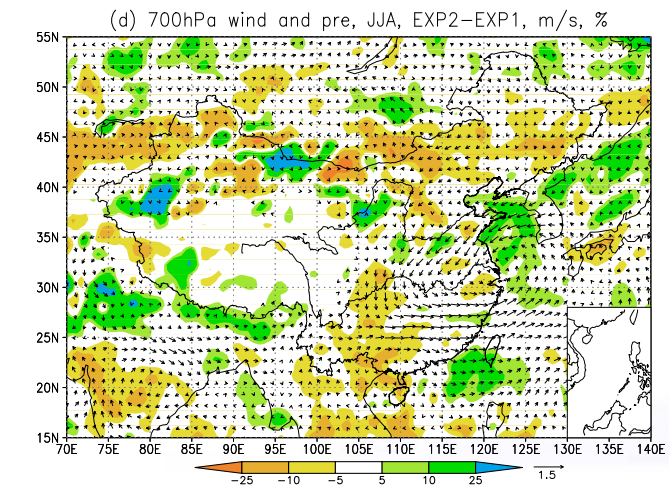 (d) 700hPa wind and pre, JJA, EXP2−EXP1, m/s, %
55N
50N
45N
40N
35N
30N
25N
20N
15N
70E 75E 80E 85E 90E 95E 100E 105E 110E 115E 120E 125E 130E 135E 140E
−25 −10 −5 5 10 25 1.5